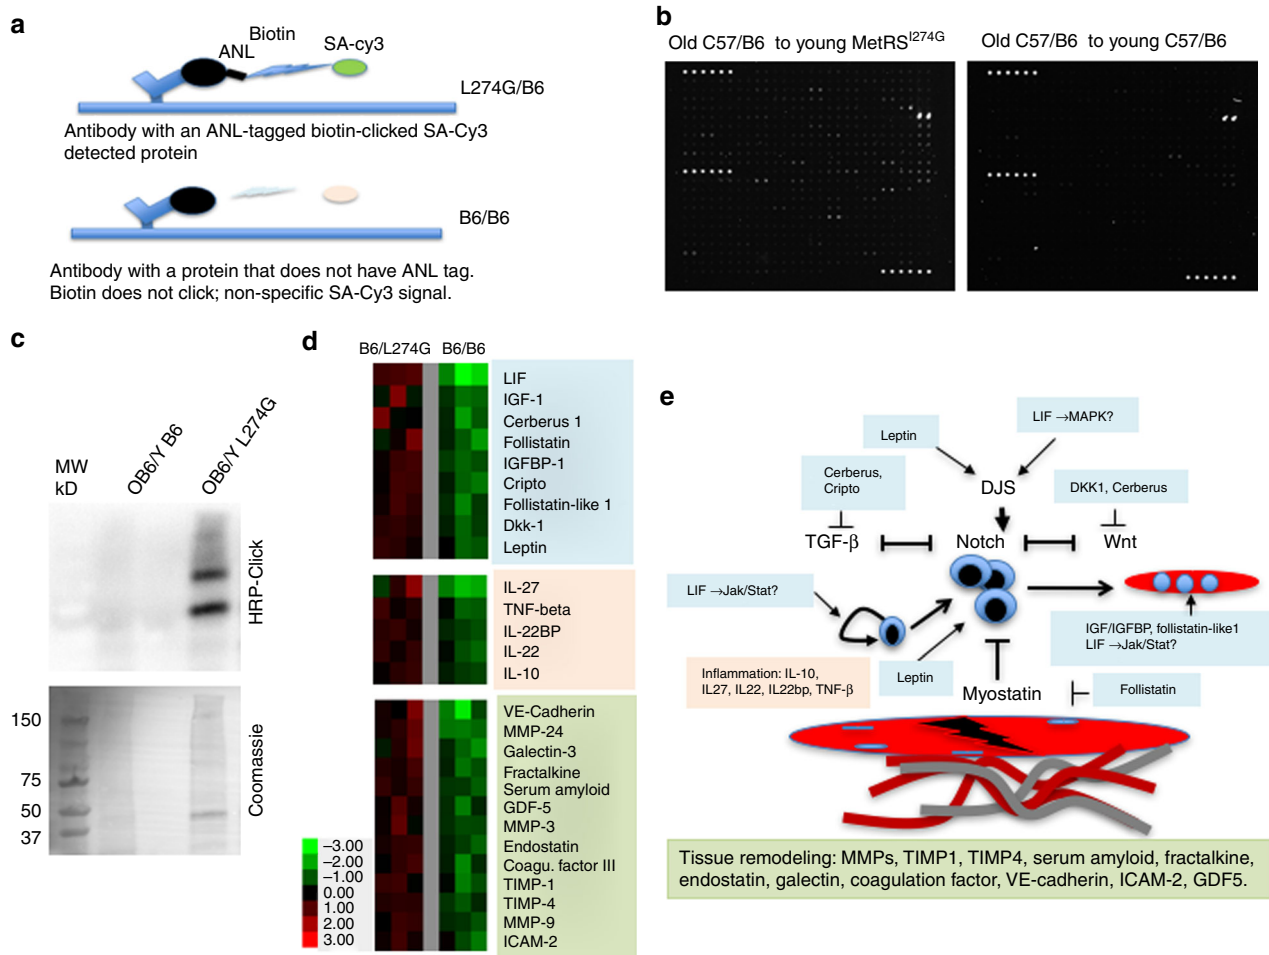 a
Biotin
ANL
SA-cy3
L274G/B6
Antibody with an ANL-tagged biotin-clicked SA-Cy3
detected protein
B6/B6
Antibody with a protein that does not have ANL tag.
Biotin does not click; non-specific SA-Cy3 signal.
b
Old C57/B6 to young MetRS^I274G
Old C57/B6 to young C57/B6
c
MW
kD
OB6/Y B6
OB6/Y L274G
HRP-Click
150
75
50
37
Coomassie
d
B6/L274G B6/B6
LIF
IGF-1
Cerberus 1
Follistatin
IGFBP-1
Cripto
Follistatin-like 1
Dkk-1
Leptin
IL-27
TNF-beta
IL-22BP
IL-22
IL-10
VE-Cadherin
MMP-24
Galectin-3
Fractalkine
Serum amyloid
GDF-5
MMP-3
Endostatin
Coagu. factor III
TIMP-1
TIMP-4
MMP-9
ICAM-2
–3.00
–2.00
–1.00
0.00
1.00
2.00
3.00
e
LIF →MAPK?
Leptin
Cerberus,
Cripto
DJS
DKK1, Cerberus
TGF-β
Notch
Wnt
LIF →Jak/Stat?
IGF/IGFBP, follistatin-like1
LIF →Jak/Stat?
Inflammation: IL-10,
IL27, IL22, IL22bp, TNF-β
Leptin
Myostatin
Follistatin
Tissue remodeling: MMPs, TIMP1, TIMP4, serum amyloid, fractalkine,
endostatin, galectin, coagulation factor, VE-cadherin, ICAM-2, GDF5.